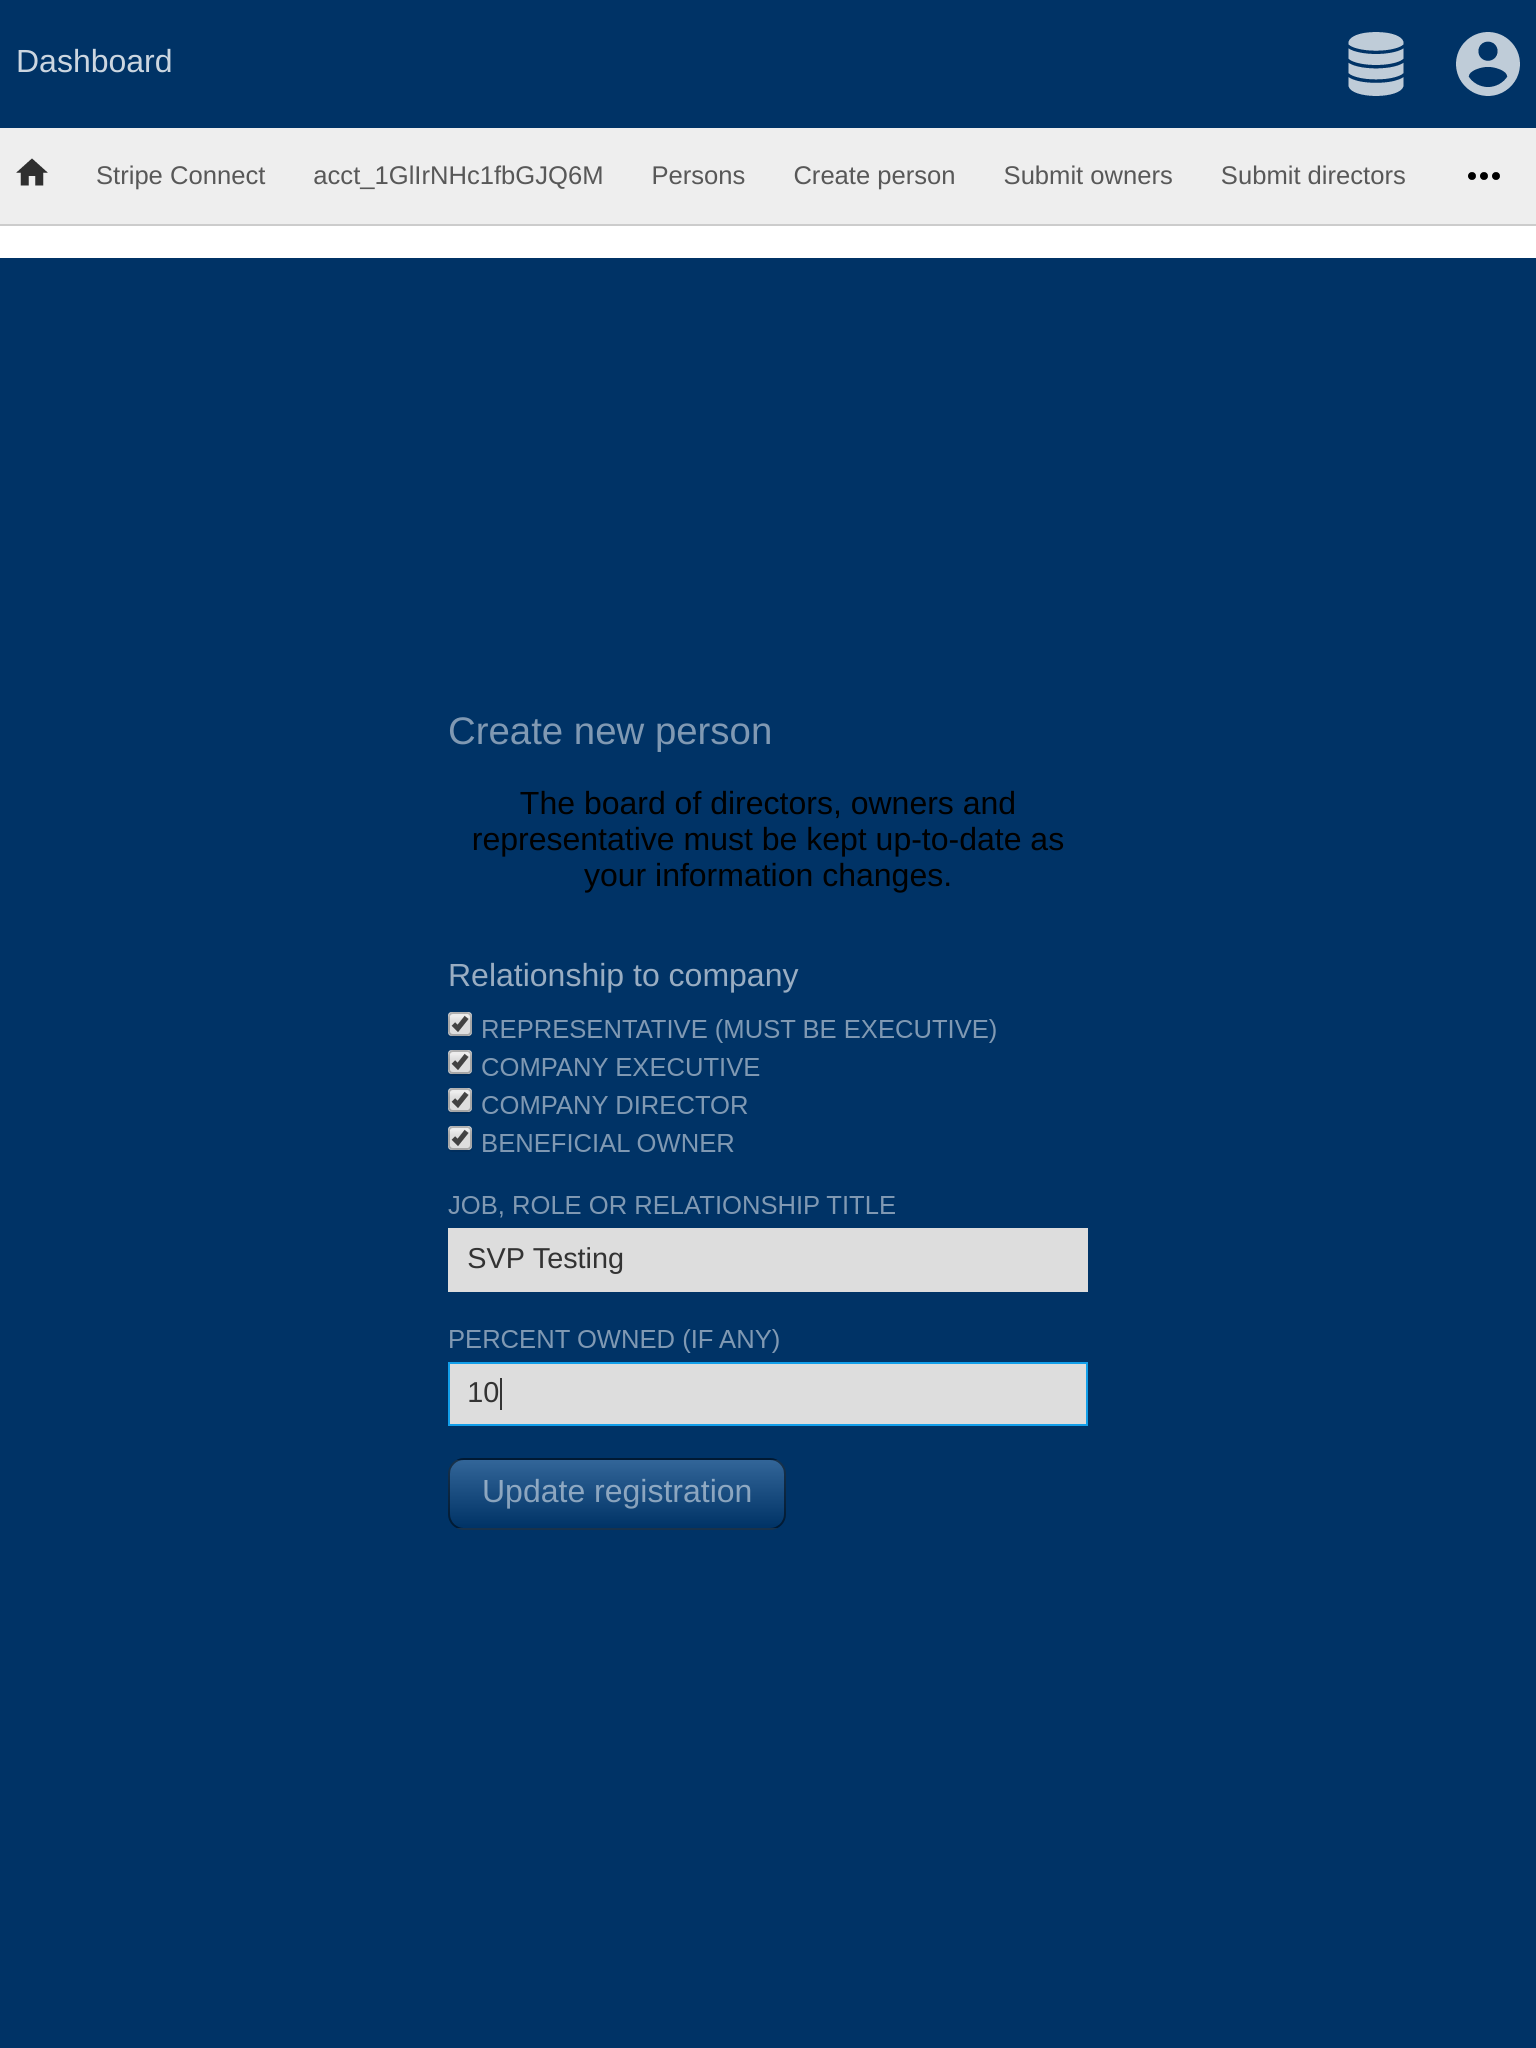 Dashboard
Stripe Connect acct_1GlIrNHc1fbGJQ6M Persons Create person Submit owners Submit directors
Create new person
The board of directors, owners and
representative must be kept up-to-date as
your information changes.
Relationship to company
REPRESENTATIVE (MUST BE EXECUTIVE)
COMPANY EXECUTIVE
COMPANY DIRECTOR
BENEFICIAL OWNER
JOB, ROLE OR RELATIONSHIP TITLE
SVP Testing
PERCENT OWNED (IF ANY)
10
Update registration